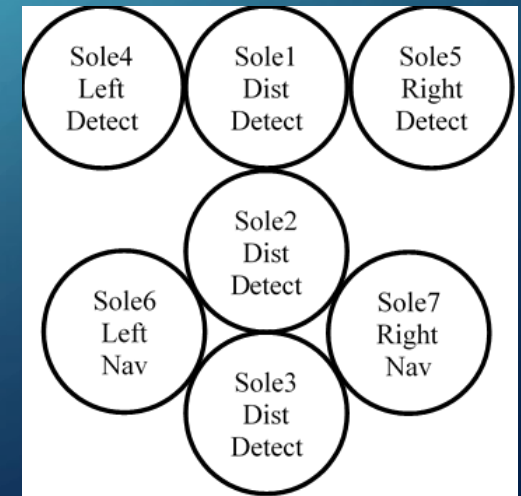 Sole4
Left
Detect
Sole1
Dist
Detect
Sole5
Right
Detect
Sole2
Dist
Detect
Sole6
Left
Nav
Sole7
Right
Nav
Sole3
Dist
Detect